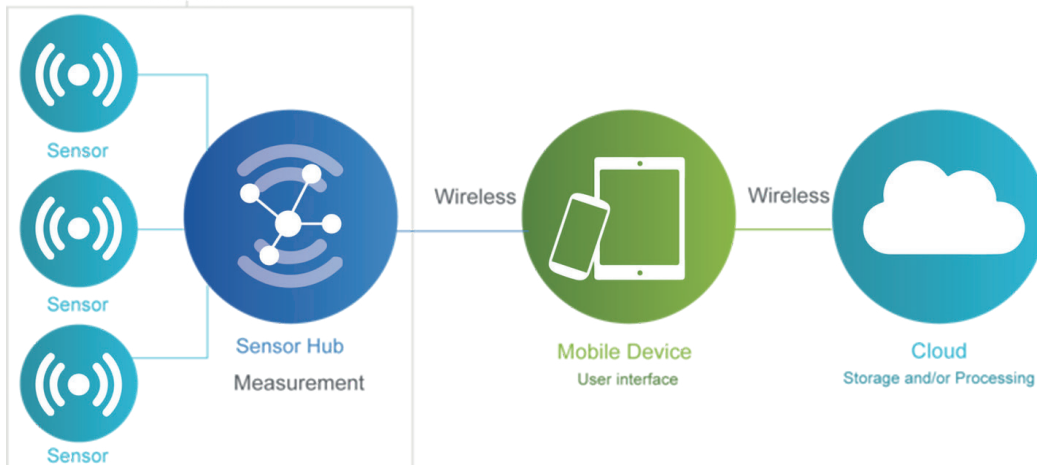 Sensor
Sensor
Sensor
Sensor Hub
Measurement
Wireless
Mobile Device
User interface
Wireless
Cloud
Storage and/or Processing